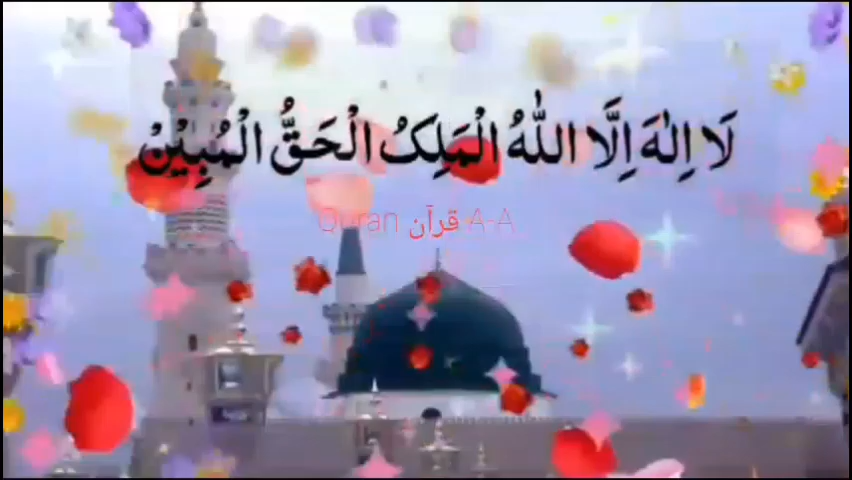 لَا اِلٰهَ اِلَّا اللّٰهُ الْمَلِکُ الْحَقُّ الْمُبِيْنْ
Quran قرآن A-A